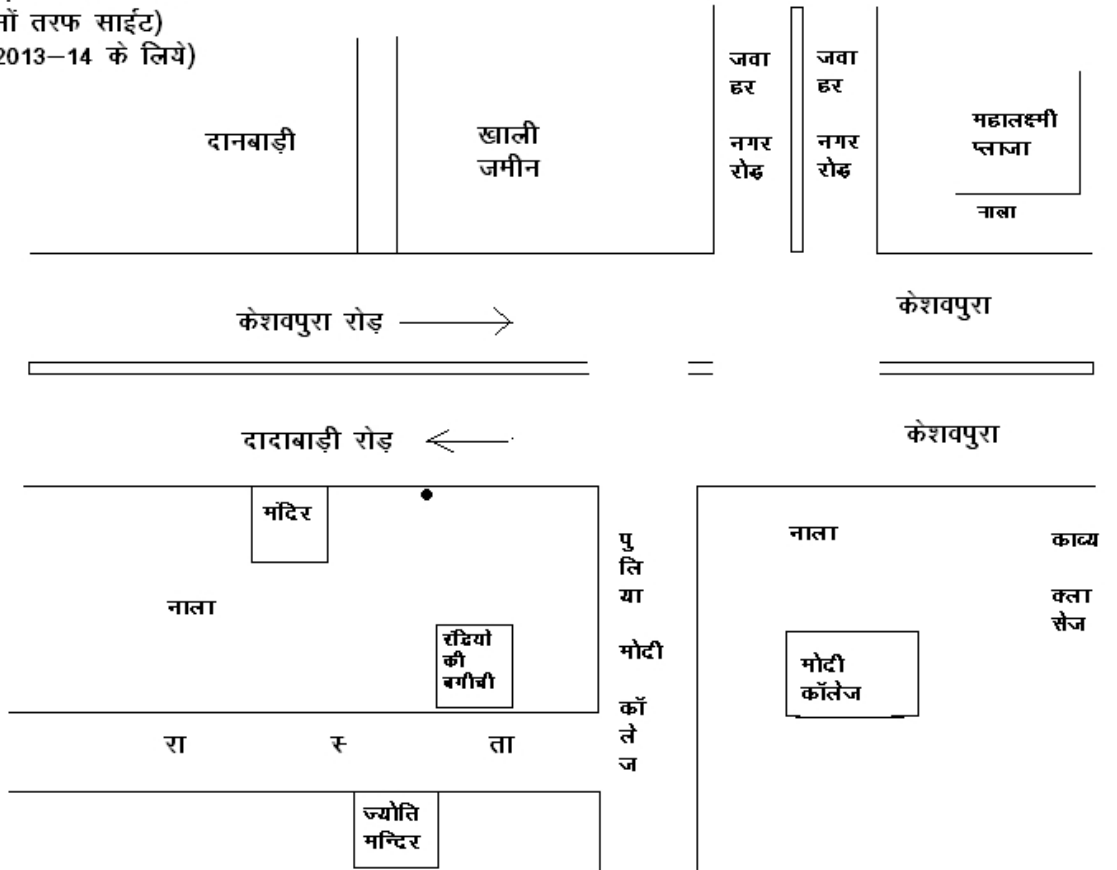 तरफ साईट)
2013–14 के लिये)
दानबाड़ी
खाली
जमीन
जवा
हर
नगर
रोढ
जवा
हर
नगर
रोढ
महालक्ष्मी
प्लाजा
नाला
केशवपुरा रोड़
केशवपुरा
दादाबाड़ी रोड़
केशवपुरा
मंदिर
नाला
रंढियो
की
बगीची
पु
लि
या
मोदी
कॉ
ले
ज
नाला
मोदी
कॉलेज
काव्य
क्ला
सेज
रा स् ता
ज्योति
मन्दिर